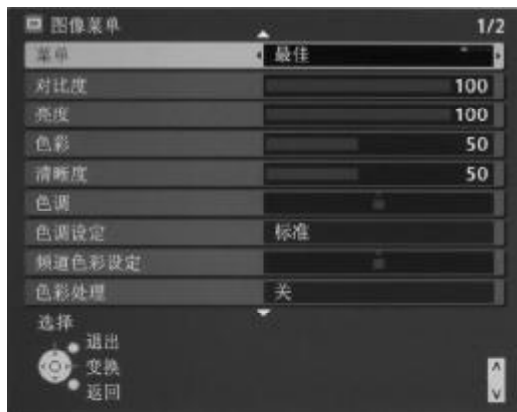 图像菜单 1/2
菜单 最佳
对比度 100
亮度 100
色彩 50
清晰度 50
色调
色调设定 标准
频道色彩设定
色彩处理 关
选择
退出
变换
返回